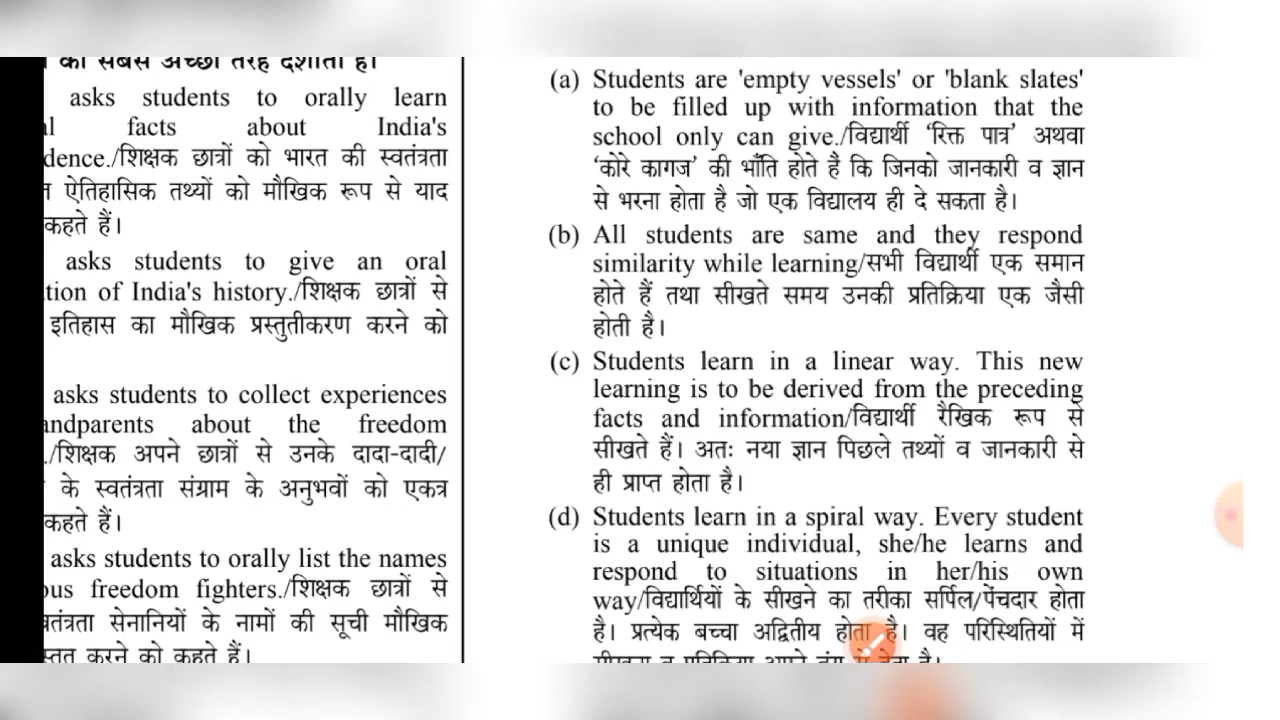 को सबसे अच्छी तरह दर्शाता है।
asks students to orally learn
facts about India's
dence./शिक्षक छात्रों को भारत की स्वतंत्रता
ऐतिहासिक तथ्यों को मौखिक रूप से याद
कहते हैं।
asks students to give an oral
tion of India's history./शिक्षक छात्रों से
इतिहास का मौखिक प्रस्तुतीकरण करने को
asks students to collect experiences
andparents about the freedom
./शिक्षक अपने छात्रों से उनके दादा-दादी/
के स्वतंत्रता संग्राम के अनुभवों को एकत्र
कहते हैं।
asks students to orally list the names
ous freedom fighters./शिक्षक छात्रों से
वतंत्रता सेनानियों के नामों की सूची मौखिक
स्तुत करने को कहते हैं।
(a) Students are 'empty vessels' or 'blank slates'
to be filled up with information that the
school only can give./विद्यार्थी ‘रिक्त पात्र’ अथवा
‘कोरे कागज’ की भाँति होते हैं कि जिनको जानकारी व ज्ञान
से भरना होता है जो एक विद्यालय ही दे सकता है।
(b) All students are same and they respond
similarity while learning/सभी विद्यार्थी एक समान
होते हैं तथा सीखते समय उनकी प्रतिक्रिया एक जैसी
होती है।
(c) Students learn in a linear way. This new
learning is to be derived from the preceding
facts and information/विद्यार्थी रैखिक रूप से
सीखते हैं। अतः नया ज्ञान पिछले तथ्यों व जानकारी से
ही प्राप्त होता है।
(d) Students learn in a spiral way. Every student
is a unique individual, she/he learns and
respond to situations in her/his own
way/विद्यार्थियों के सीखने का तरीका सर्पिल/पेंचदार होता
है। प्रत्येक बच्चा अद्वितीय होता है। वह परिस्थितियों में